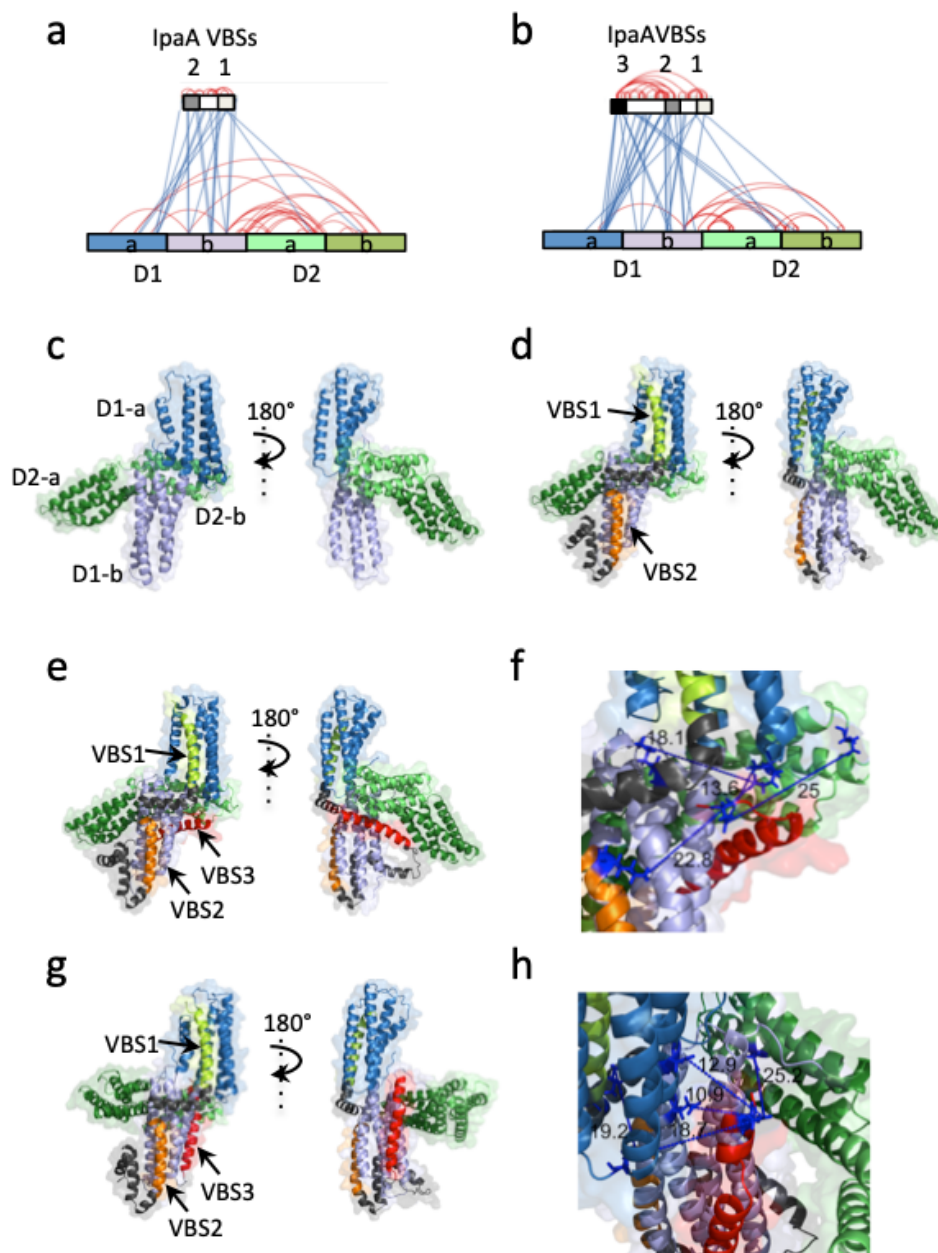 a
IpaA VBSs
2 1
a b a b
D1 D2
b
IpaAVBSs
3 2 1
a b a b
D1 D2
c
D1-a
180°
D2-a
D2-b
D1-b
d
VBS1
180°
VBS2
e
VBS1
180°
VBS3
VBS2
f
18.1
13.6
25
22.8
g
VBS1
180°
VBS3
VBS2
h
12.9
25.2
10.9
19.2
18.7